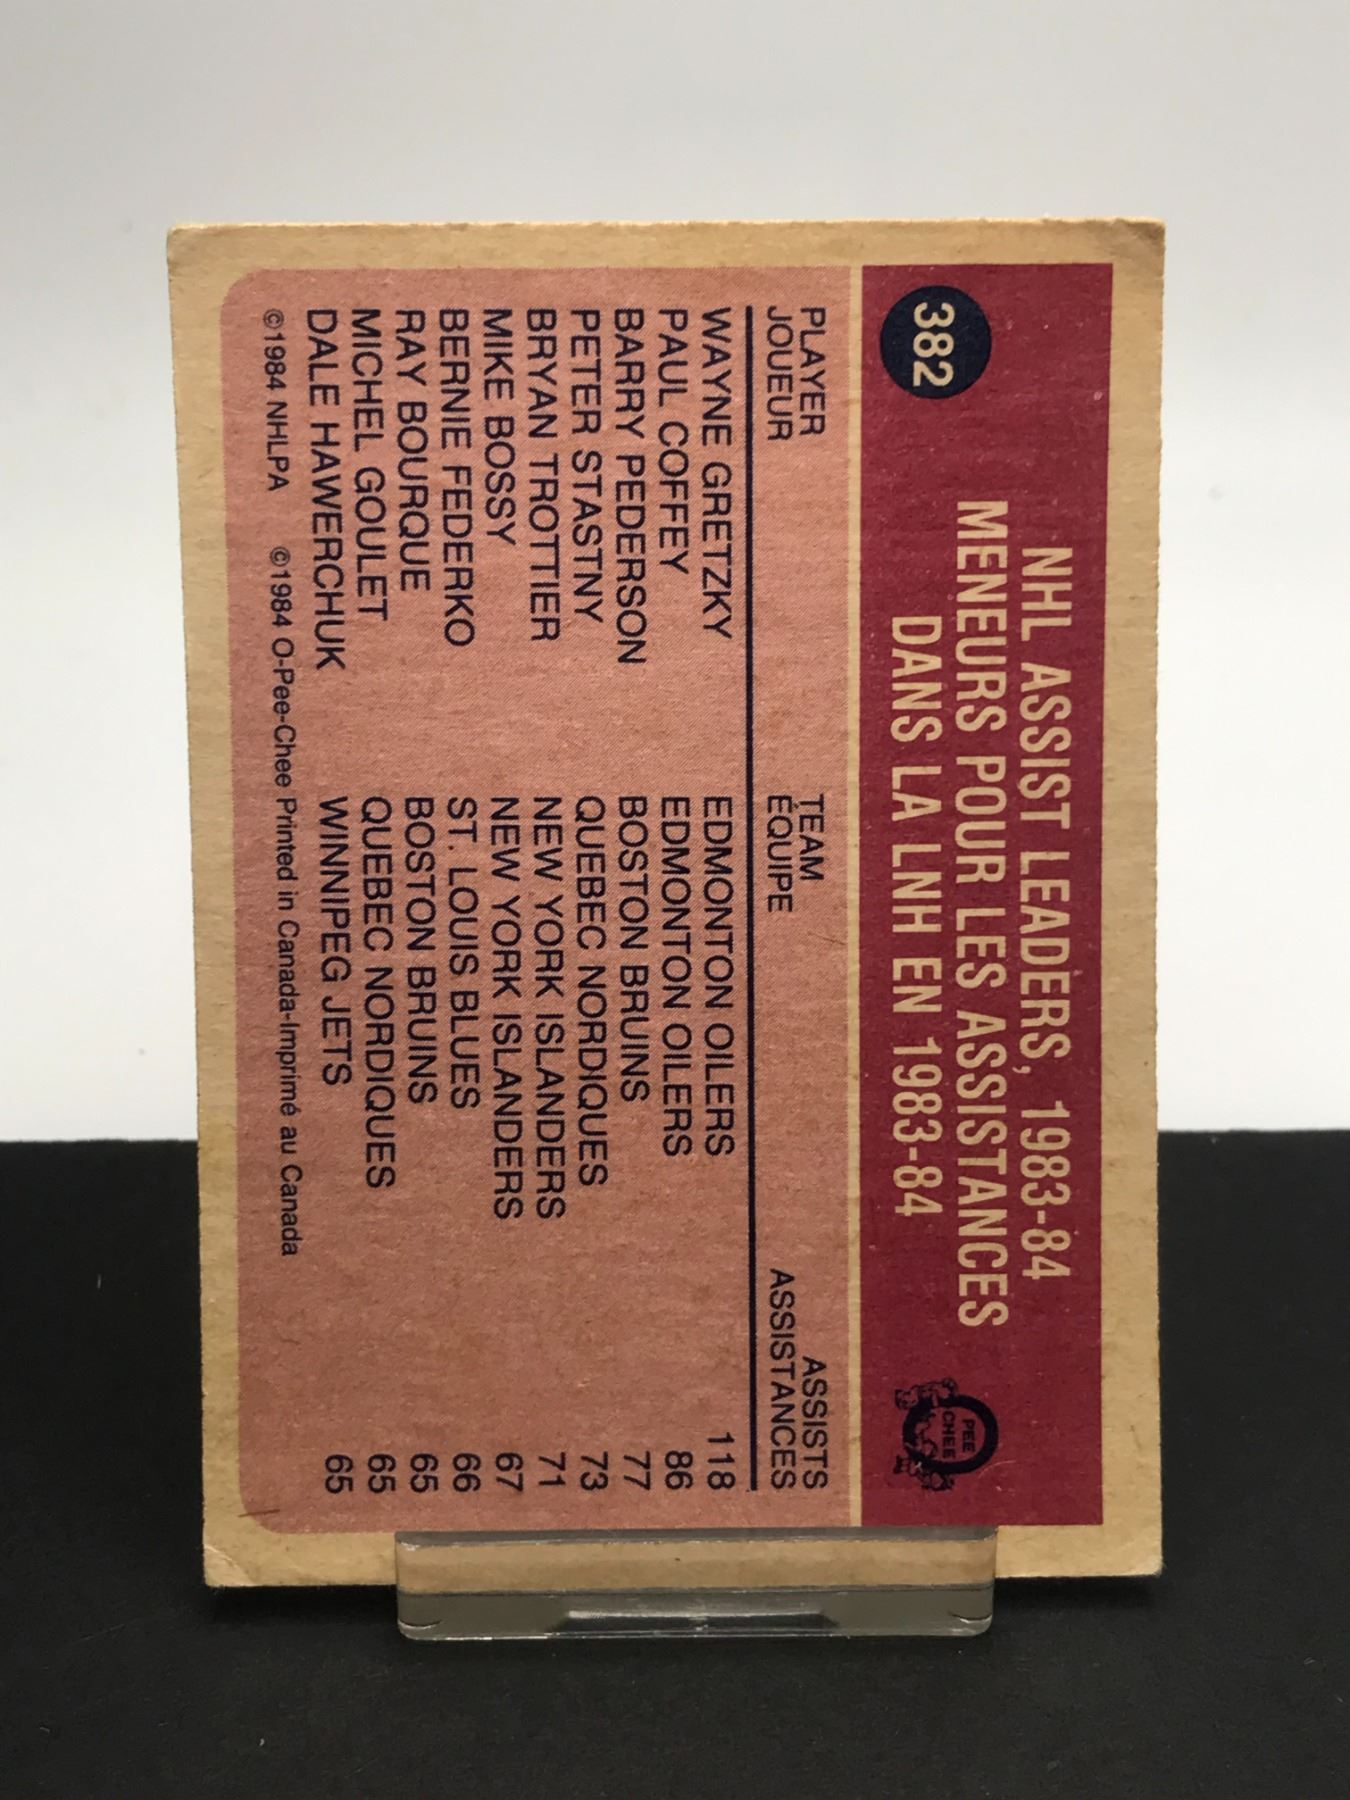 382
NHL ASSIST LEADERS, 1983-84
MENEURS POUR LES ASSISTANCES
DANS LA LNH EN 1983-84
PEE
CHEE
PLAYER TEAM ASSISTS
JOUEUR ÉQUIPE ASSISTANCES
WAYNE GRETZKY EDMONTON OILERS 118
PAUL COFFEY EDMONTON OILERS 86
BARRY PEDERSON BOSTON BRUINS 77
PETER STASTNY QUEBEC NORDIQUES 73
BRYAN TROTTIER NEW YORK ISLANDERS 71
MIKE BOSSY NEW YORK ISLANDERS 67
BERNIE FEDERKO ST. LOUIS BLUES 66
RAY BOURQUE BOSTON BRUINS 65
MICHEL GOULET QUEBEC NORDIQUES 65
DALE HAWERCHUK WINNIPEG JETS 65
©1984 NHLPA ©1984 O-Pee-Chee Printed in Canada-Imprimé au Canada